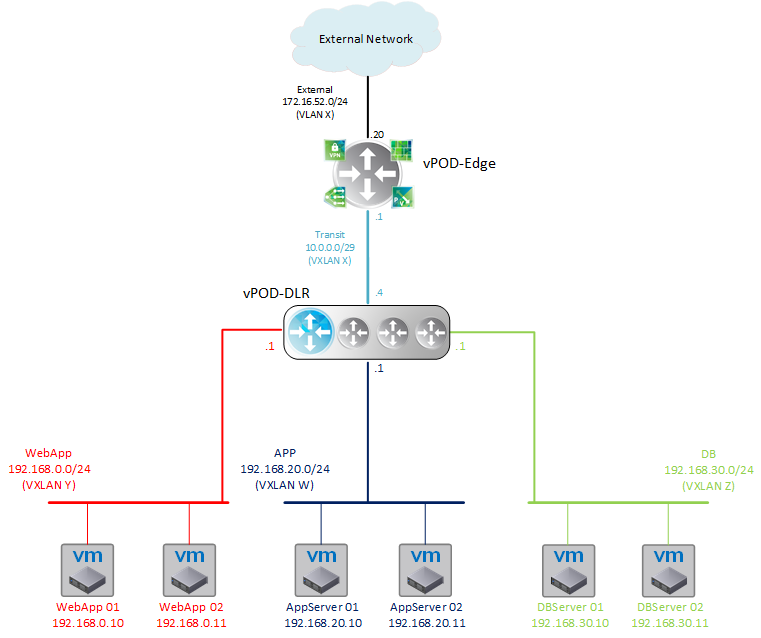 External Network
External
172.16.52.0/24
(VLAN X)
.20
VPN
vPOD-Edge
.1
Transit
10.0.0.0/29
(VXLAN X)
.4
vPOD-DLR
.1
.1
.1
WebApp
192.168.0.0/24
(VXLAN Y)
APP
192.168.20.0/24
(VXLAN W)
DB
192.168.30.0/24
(VXLAN Z)
vm
vm
vm
vm
vm
vm
WebApp 01
192.168.0.10
WebApp 02
192.168.0.11
AppServer 01
192.168.20.10
AppServer 02
192.168.20.11
DBServer 01
192.168.30.10
DBServer 02
192.168.30.11